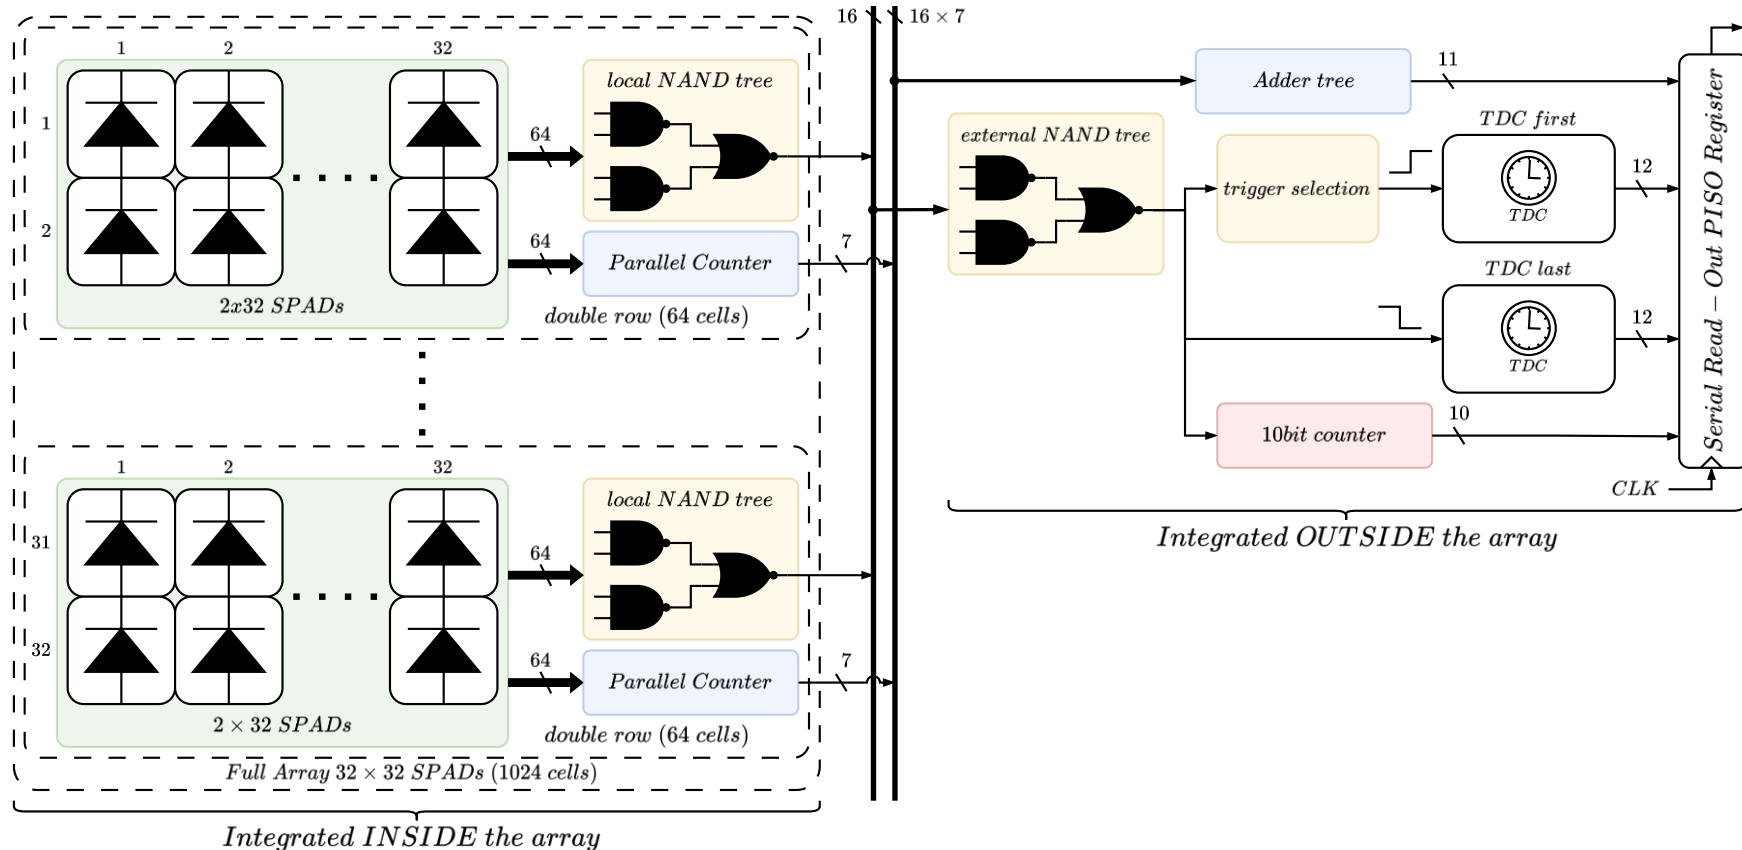 16
16 × 7
1
2
32
1
2
64
local NAND tree
64
Parallel Counter
7
2x32 SPADs
double row (64 cells)
1
2
32
31
32
64
local NAND tree
64
Parallel Counter
7
2 × 32 SPADs
double row (64 cells)
Full Array 32 × 32 SPADs (1024 cells)
Integrated INSIDE the array
Adder tree
11
external NAND tree
trigger selection
TDC first
TDC
12
TDC last
TDC
12
10bit counter
10
Serial Read – Out PISO Register
CLK
Integrated OUTSIDE the array